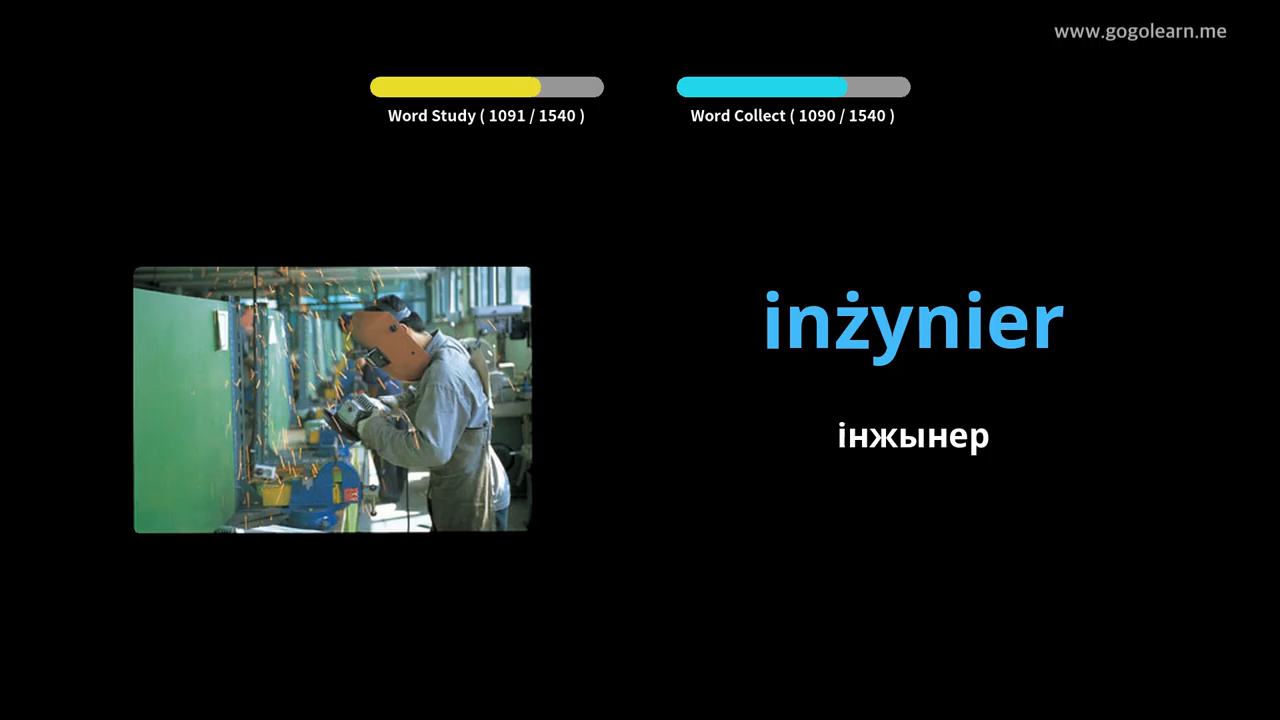 www.gogolearn.me
Word Study ( 1091 / 1540 )
Word Collect ( 1090 / 1540 )
inżynier
інжынер